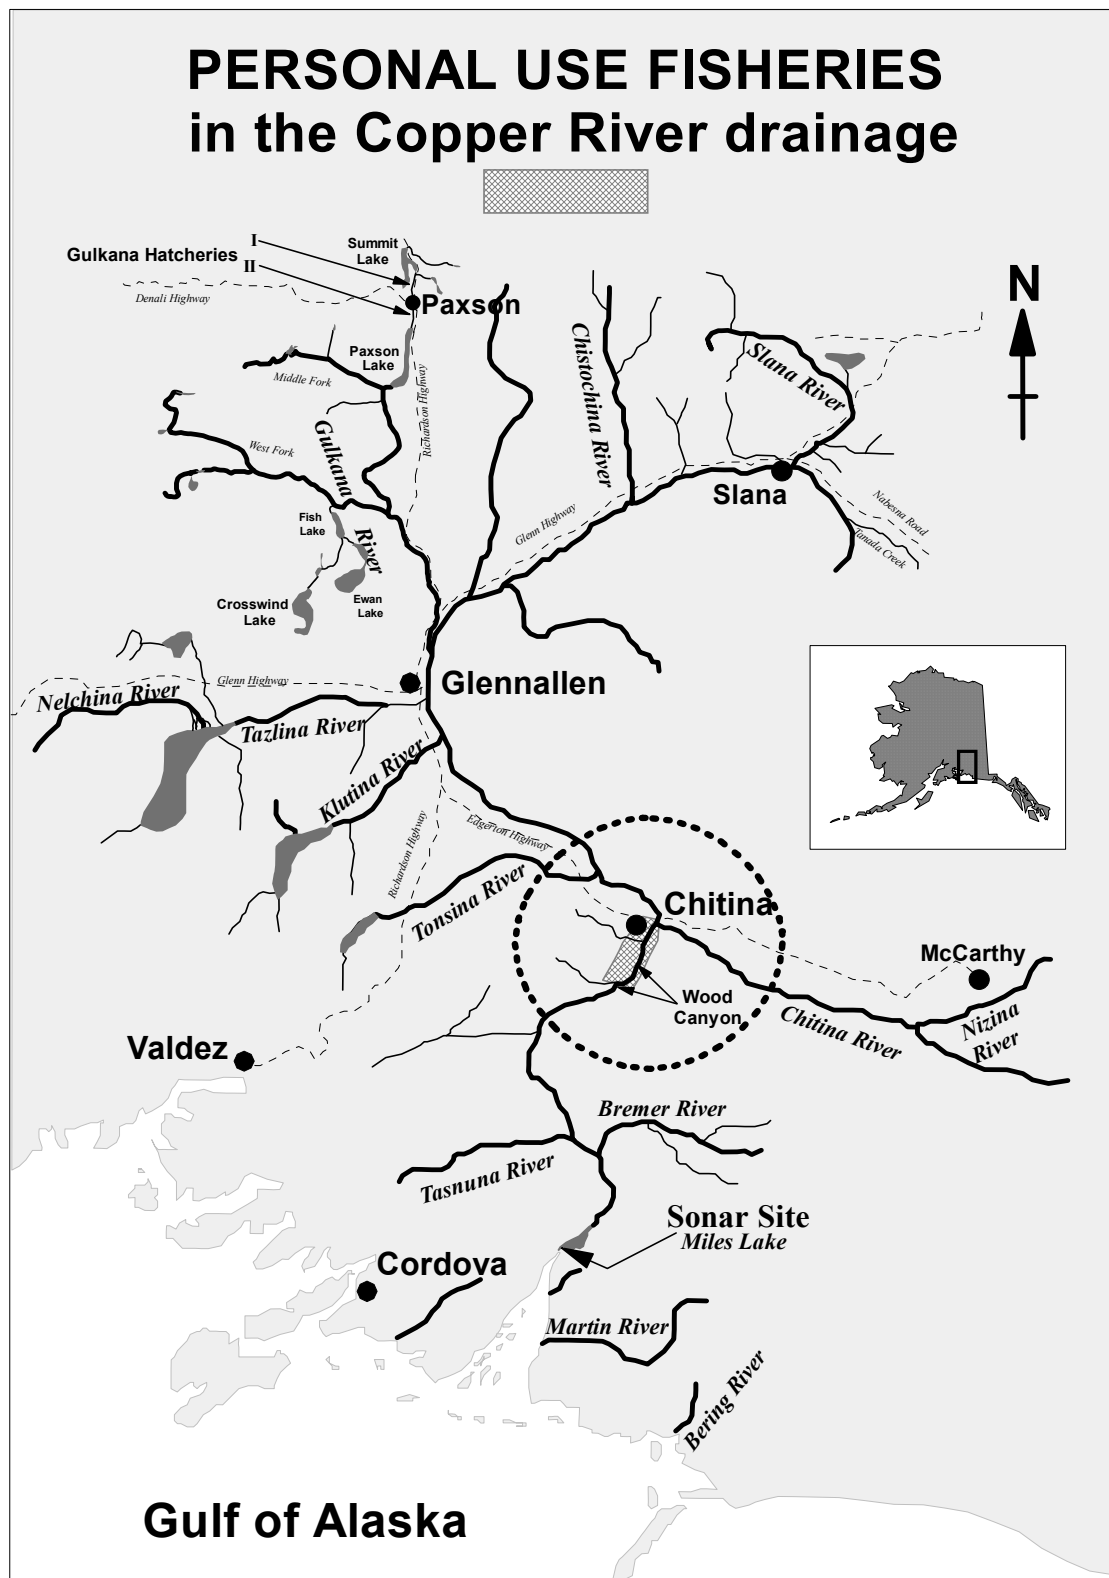 PERSONAL USE FISHERIES
in the Copper River drainage
I
Gulkana Hatcheries
II
Summit
Lake
Denali Highway
Paxson
N
Paxson
Lake
Middle Fork
Richardson Highway
Chistochina River
Slana River
West Fork
Gulkana
River
Slana
Nabesna Road
Tanada Creek
Glenn Highway
Fish
Lake
Ewan
Lake
Crosswind
Lake
Glenn Highway
Glennallen
Nelchina River
Tazlina River
Klutina River
Richardson Highway
Edgerton Highway
Tonsina River
Chitina
McCarthy
Wood
Canyon
Chitina River
Nizina
River
Valdez
Bremer River
Tasnuna River
Sonar Site
Miles Lake
Cordova
Martin River
Bering River
Gulf of Alaska